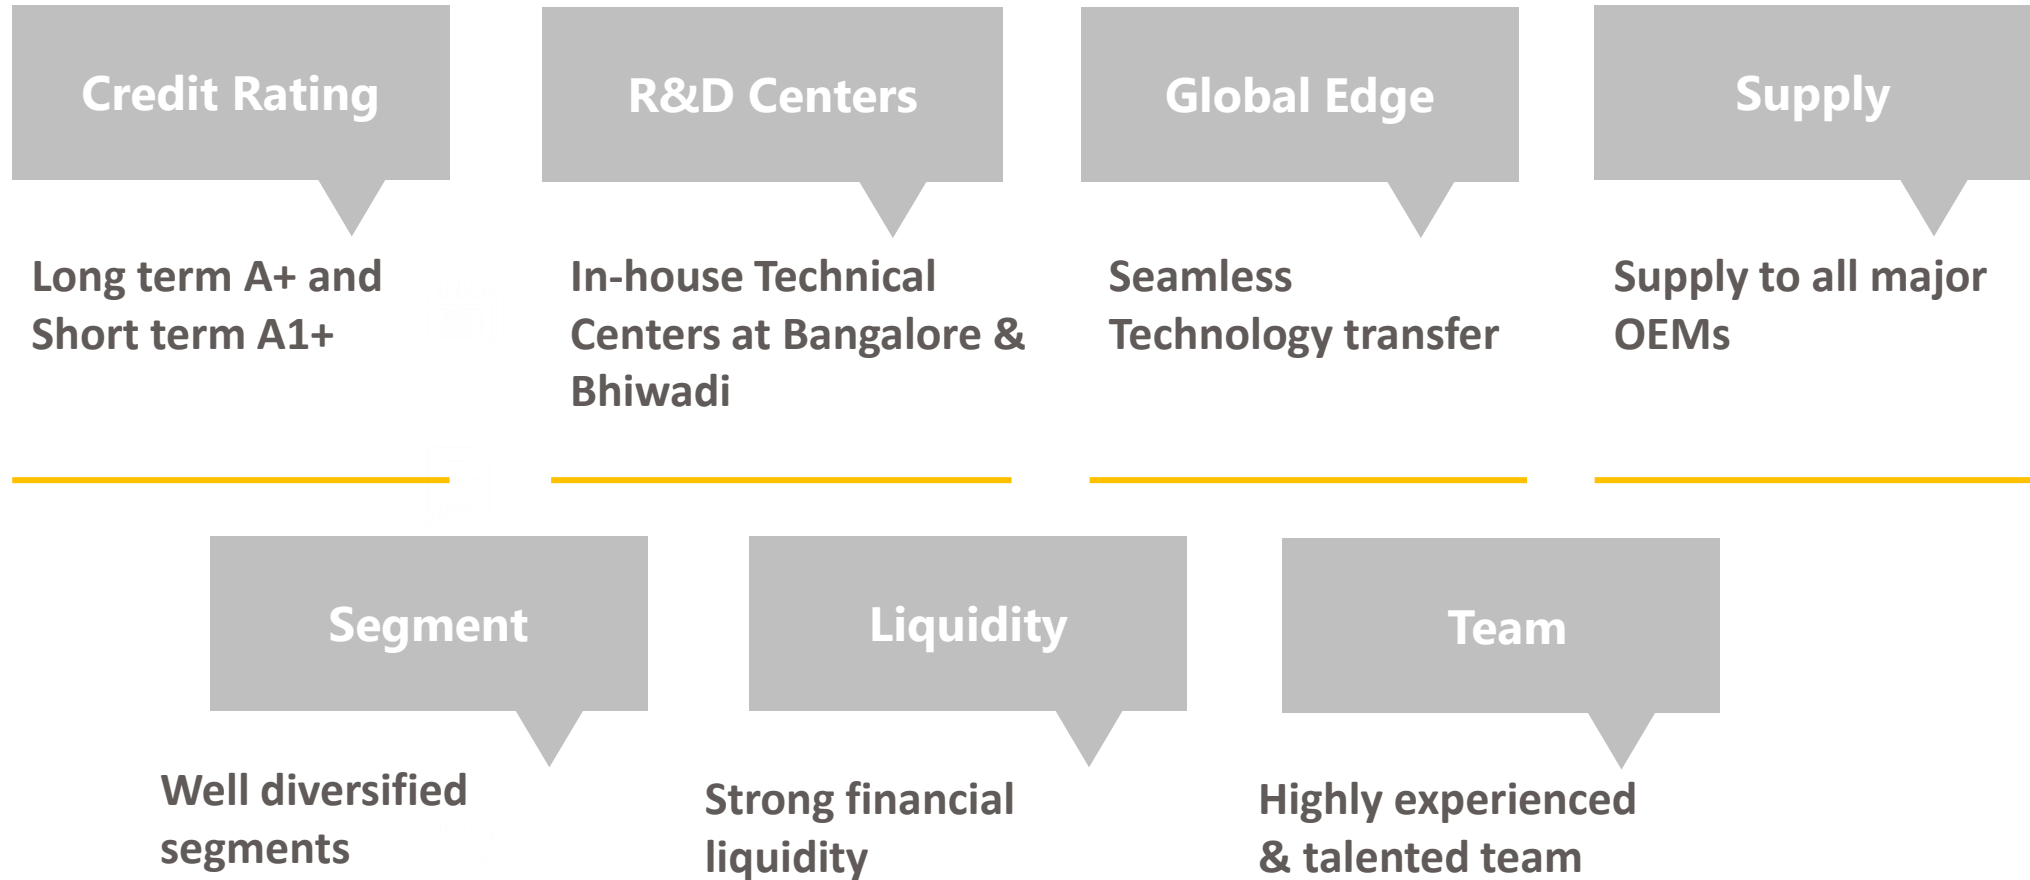 Credit Rating
Long term A+ and
Short term A1+
R&D Centers
In-house Technical
Centers at Bangalore &
Bhiwadi
Global Edge
Seamless
Technology transfer
Supply
Supply to all major
OEMs
Segment
Well diversified
segments
Liquidity
Strong financial
liquidity
Team
Highly experienced
& talented team